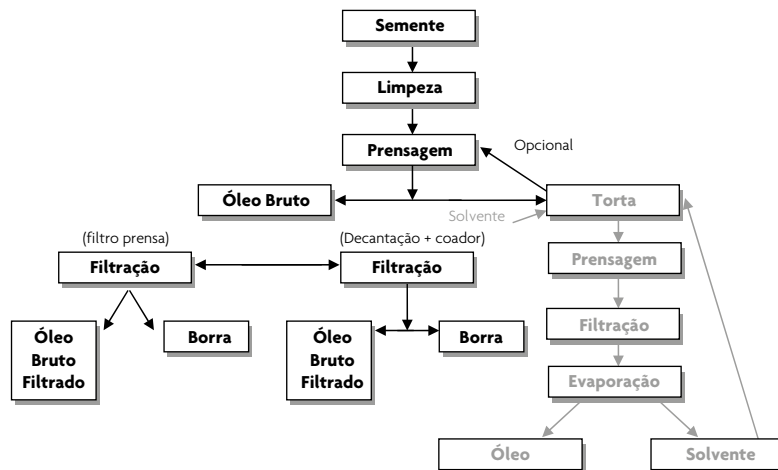 Semente
Limpeza
Prensagem
Opcional
Óleo Bruto
Torta
Solvente
(filtro prensa)
(Decantação + coador)
Filtração
Filtração
Prensagem
Óleo
Bruto
Filtrado
Borra
Óleo
Bruto
Filtrado
Borra
Filtração
Evaporação
Óleo
Solvente